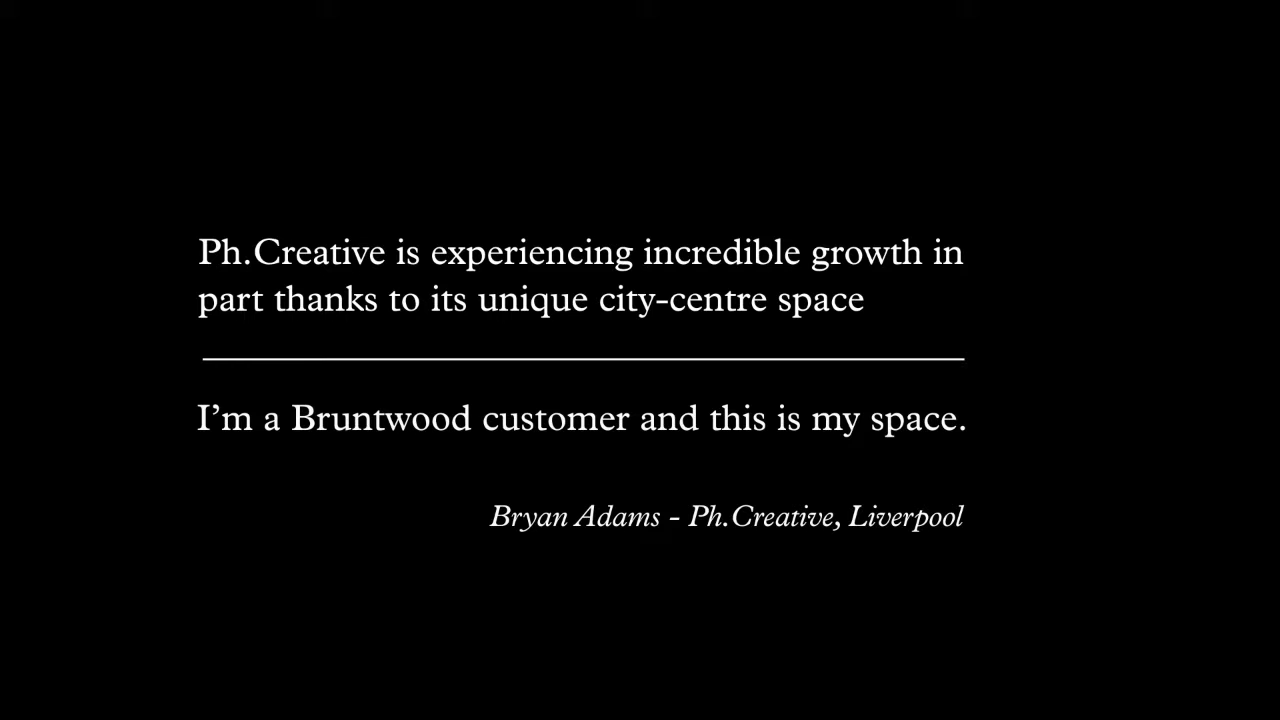 Ph.Creative is experiencing incredible growth in
part thanks to its unique city-centre space
I’m a Bruntwood customer and this is my space.
Bryan Adams - Ph.Creative, Liverpool